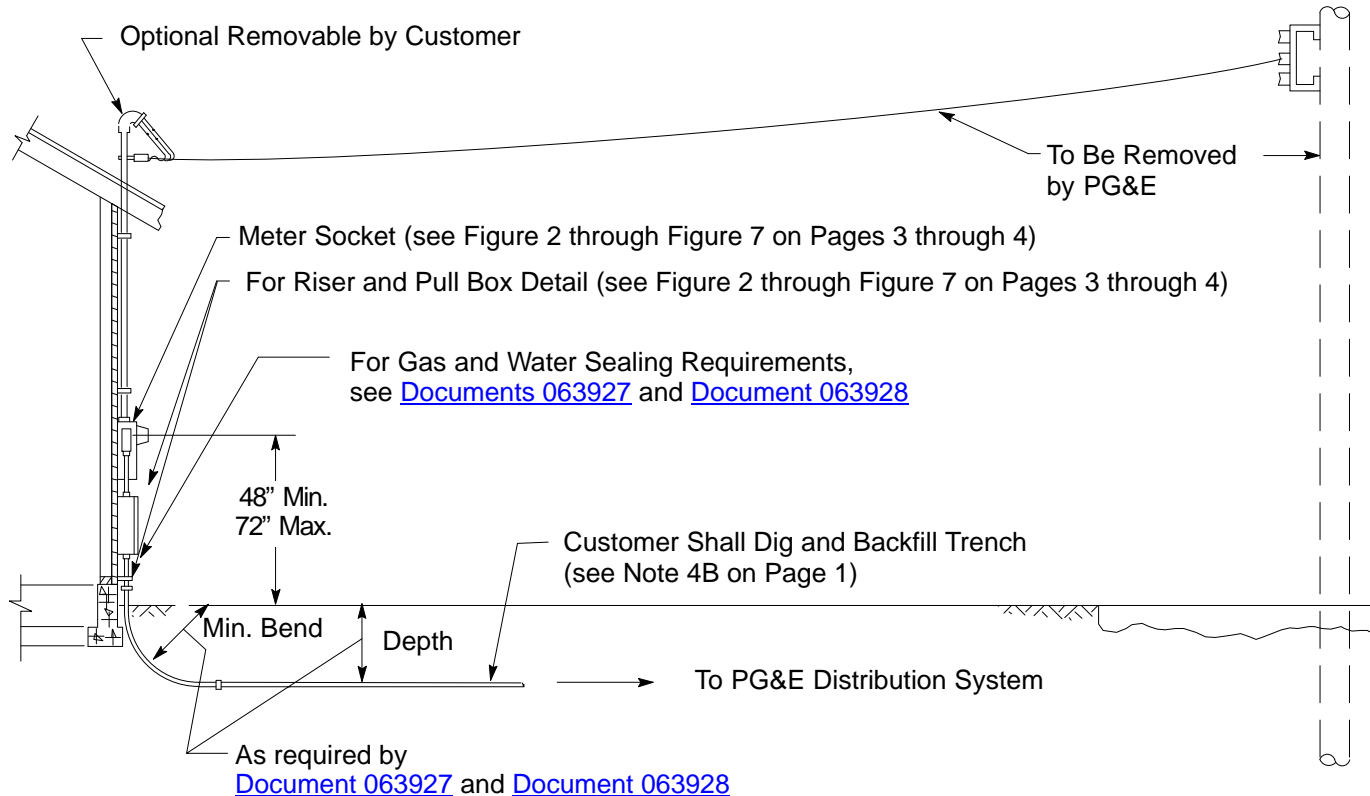 Optional Removable by Customer
To Be Removed
by PG&E
Meter Socket (see Figure 2 through Figure 7 on Pages 3 through 4)
For Riser and Pull Box Detail (see Figure 2 through Figure 7 on Pages 3 through 4)
For Gas and Water Sealing Requirements,
see Documents 063927 and Document 063928
48” Min.
72” Max.
Customer Shall Dig and Backfill Trench
(see Note 4B on Page 1)
Min. Bend
Depth
To PG&E Distribution System
As required by
Document 063927 and Document 063928